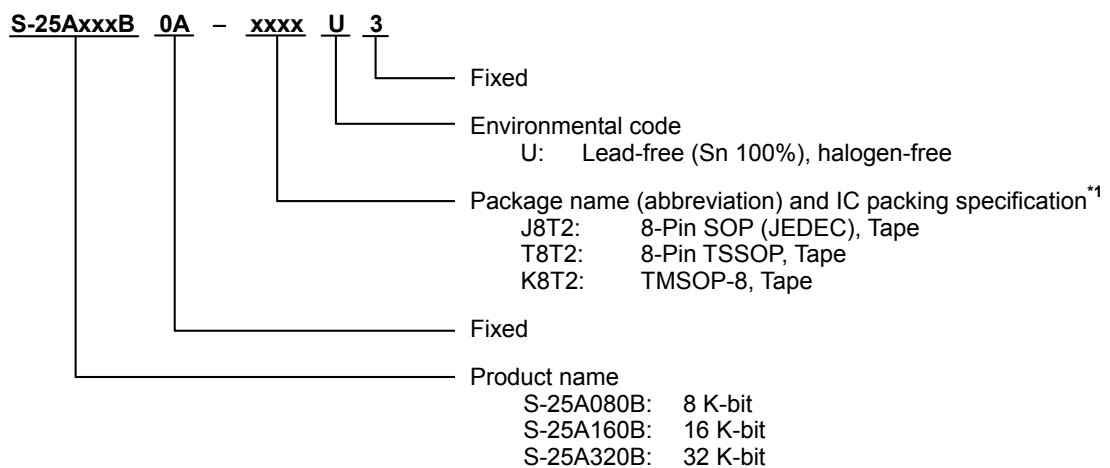 S-25AxxxB 0A – xxxx U 3
Fixed
Environmental code
U: Lead-free (Sn 100%), halogen-free
Package name (abbreviation) and IC packing specification*1
J8T2: 8-Pin SOP (JEDEC), Tape
T8T2: 8-Pin TSSOP, Tape
K8T2: TMSOP-8, Tape
Fixed
Product name
S-25A080B: 8 K-bit
S-25A160B: 16 K-bit
S-25A320B: 32 K-bit